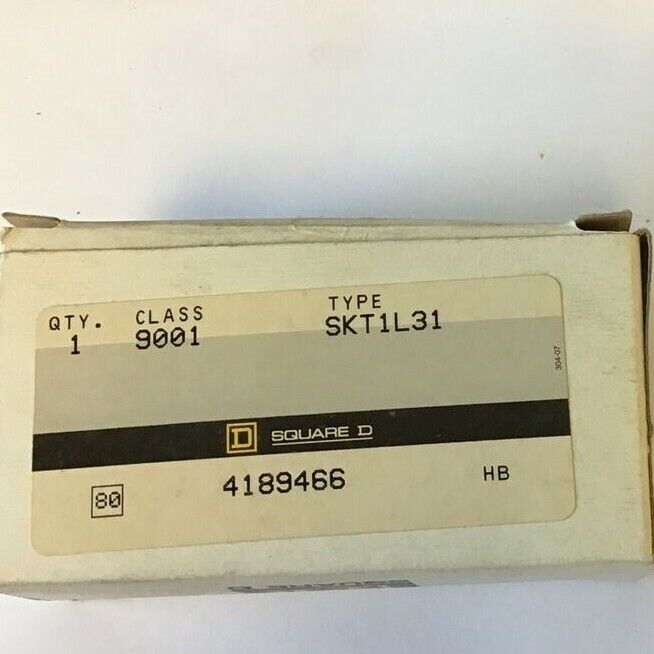 QTY. CLASS TYPE
1 9001 SKT1L31
304-07
D SQUARE D
80 4189466 HB